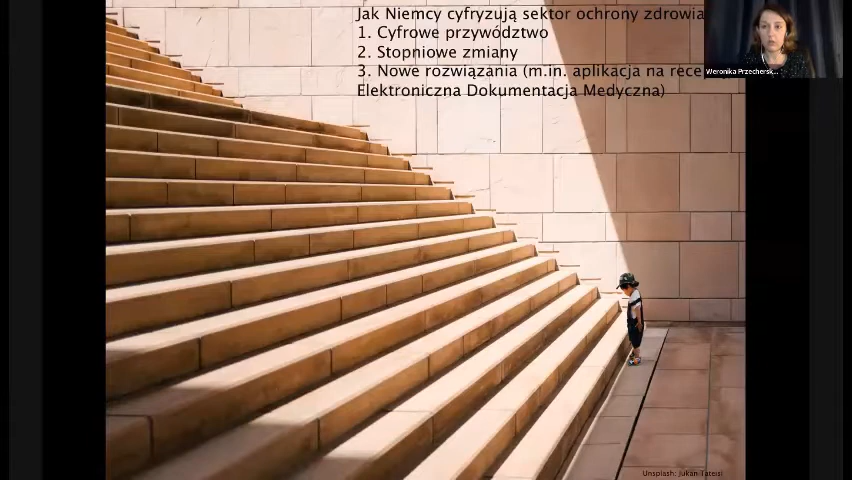 Jak Niemcy cyfryzują sektor ochrony zdrowia
1. Cyfrowe przywództwo
2. Stopniowe zmiany
3. Nowe rozwiązania (m.in. aplikacja na rece
Elektroniczna Dokumentacja Medyczna)
Weronika Przechersk...
Unsplash: Jukan Tateisi